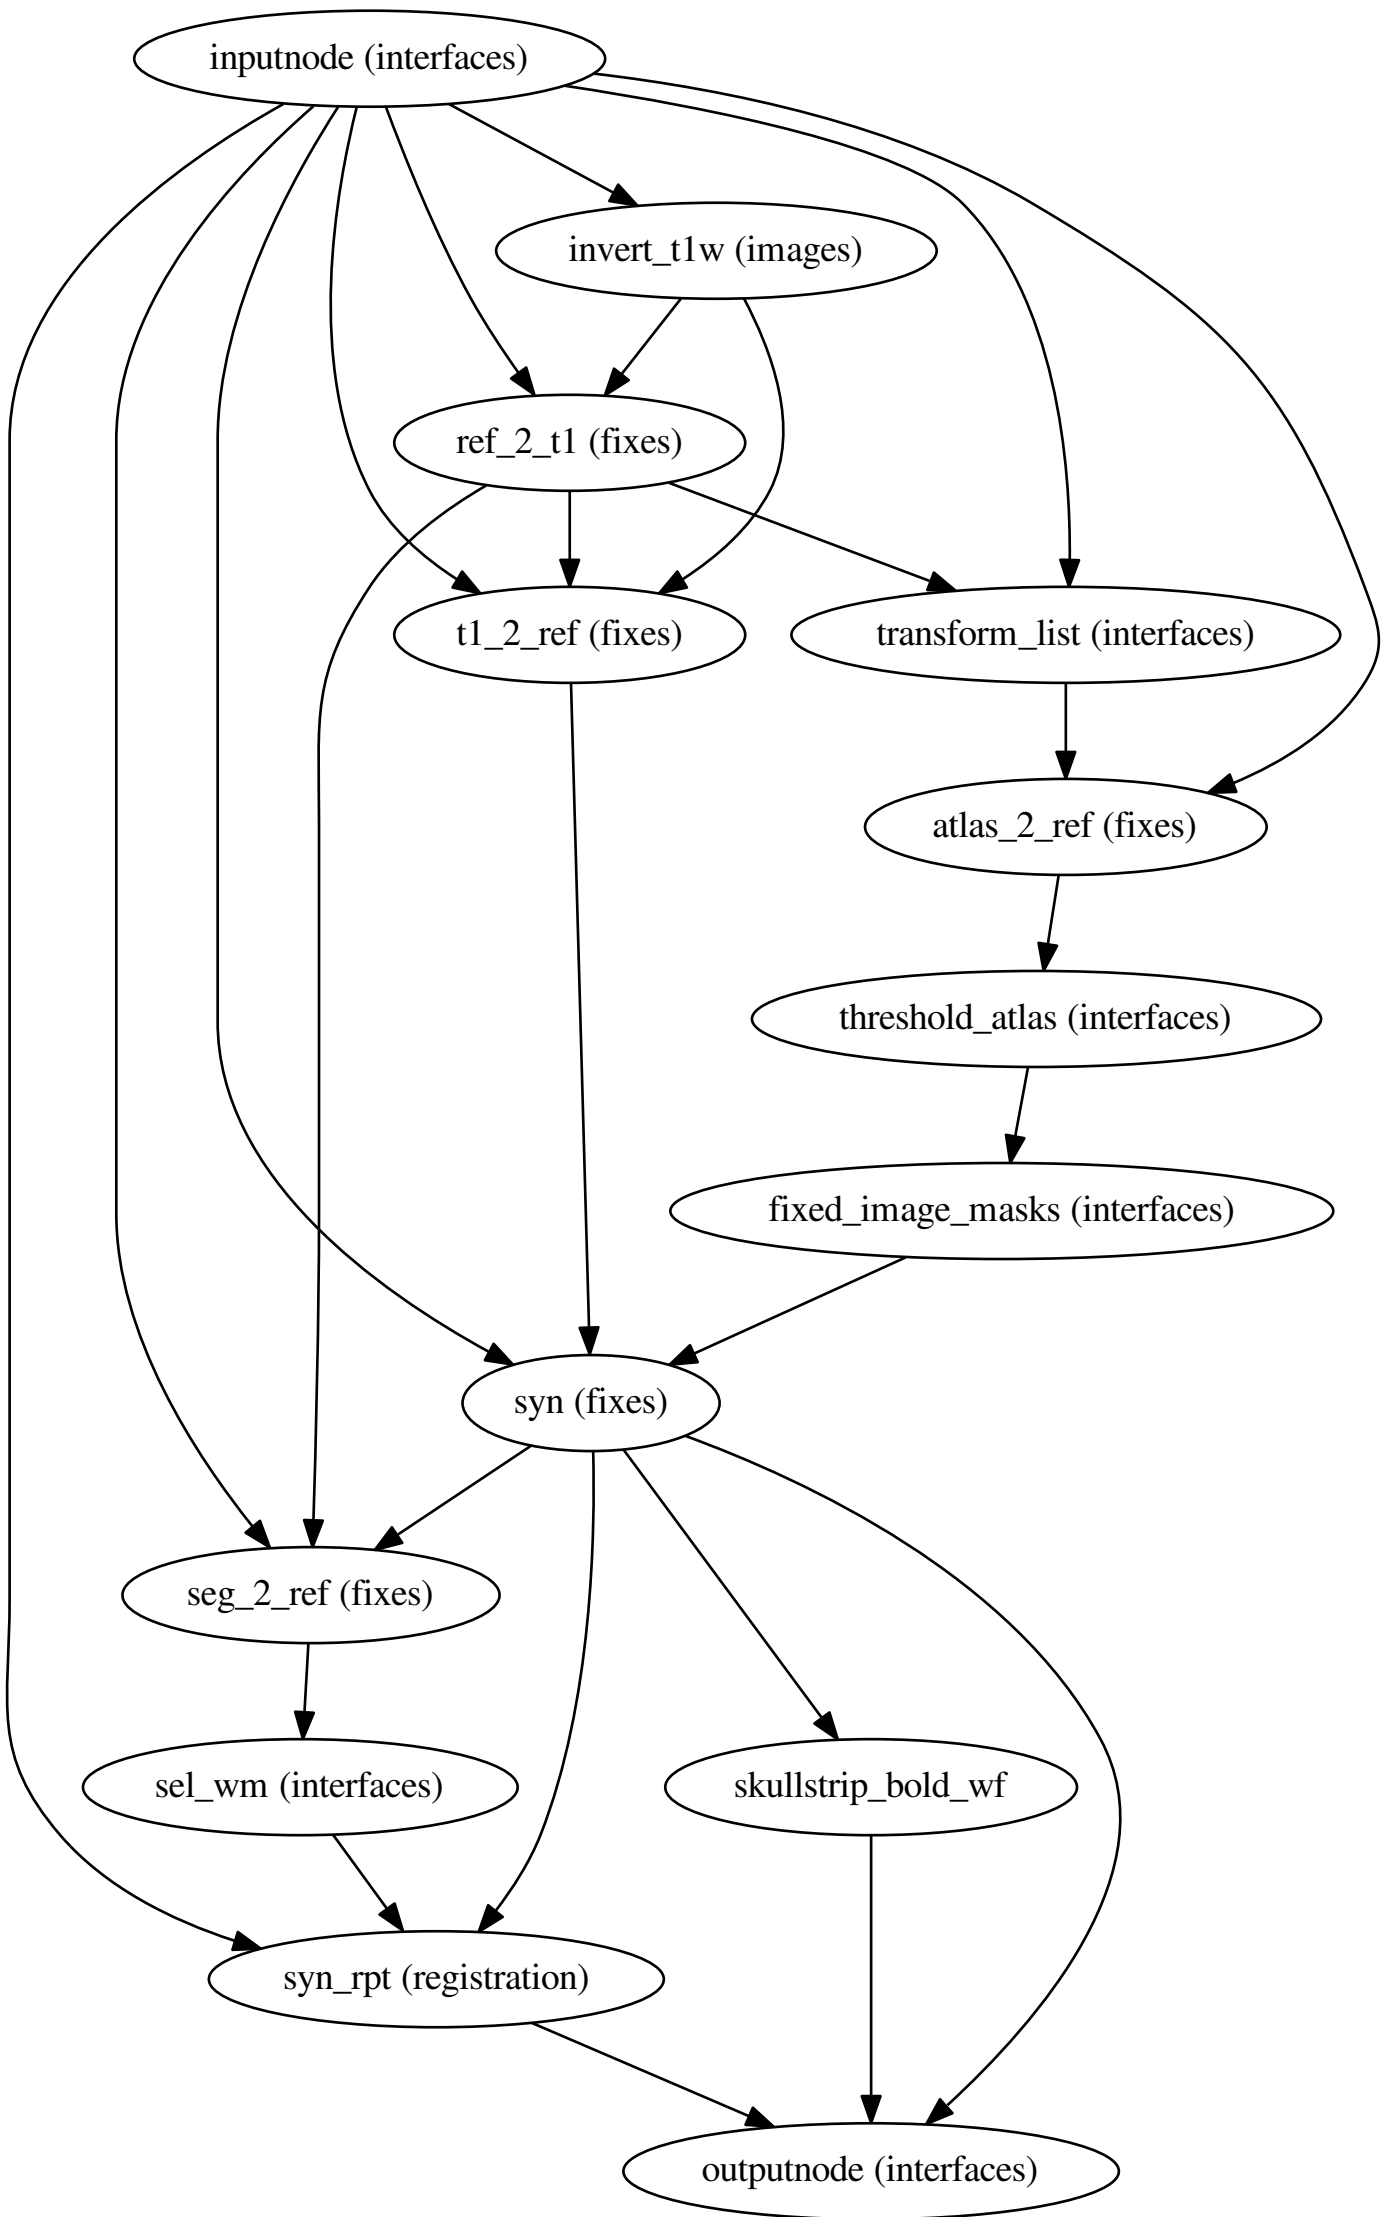 inputnode (interfaces)
invert_t1w (images)
ref_2_t1 (fixes)
t1_2_ref (fixes)
transform_list (interfaces)
atlas_2_ref (fixes)
threshold_atlas (interfaces)
fixed_image_masks (interfaces)
syn (fixes)
seg_2_ref (fixes)
sel_wm (interfaces)
skullstrip_bold_wf
syn_rpt (registration)
outputnode (interfaces)